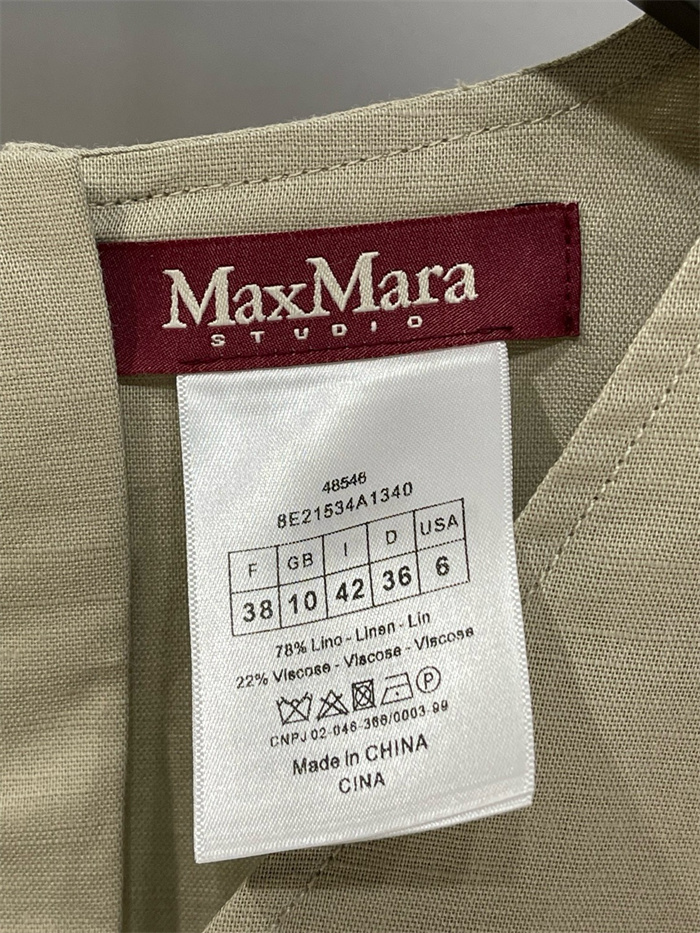 MaxMara
STUDIO
48546
8E21534A1340
F GB I D USA
38 10 42 36 6
78% Lino - Linen - Lin
22% Viscose - Viscose - Viscose
P
CNPJ 02-046-368/0003-99
Made in CHINA
CINA